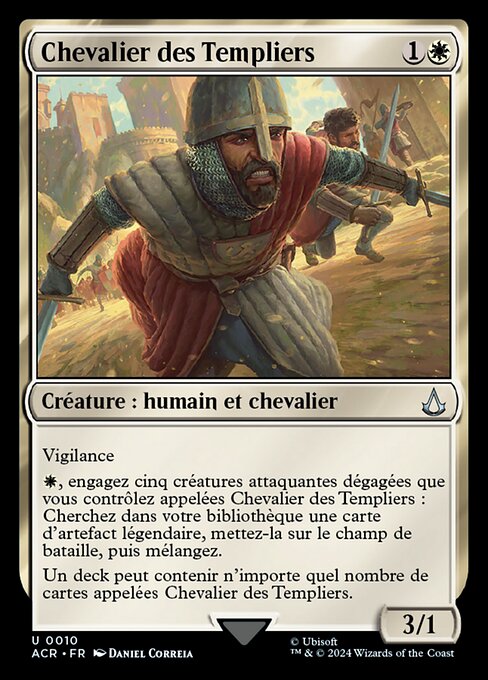 Chevalier des Templiers 1
Créature : humain et chevalier
Vigilance
, engagez cinq créatures attaquantes dégagées que
vous contrôlez appelées Chevalier des Templiers :
Cherchez dans votre bibliothèque une carte
d'artefact légendaire, mettez-la sur le champ de
bataille, puis mélangez.
Un deck peut contenir n'importe quel nombre de
cartes appelées Chevalier des Templiers.
3/1
U 0010
ACR • FR Daniel Correia
© Ubisoft
™ & © 2024 Wizards of the Coast